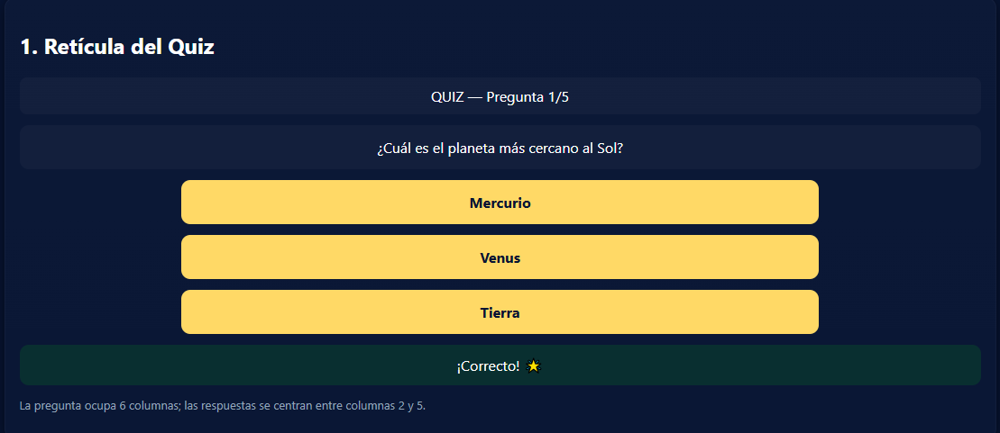 1. Retícula del Quiz
QUIZ — Pregunta 1/5
¿Cuál es el planeta más cercano al Sol?
Mercurio
Venus
Tierra
¡Correcto! 🌟
La pregunta ocupa 6 columnas; las respuestas se centran entre columnas 2 y 5.